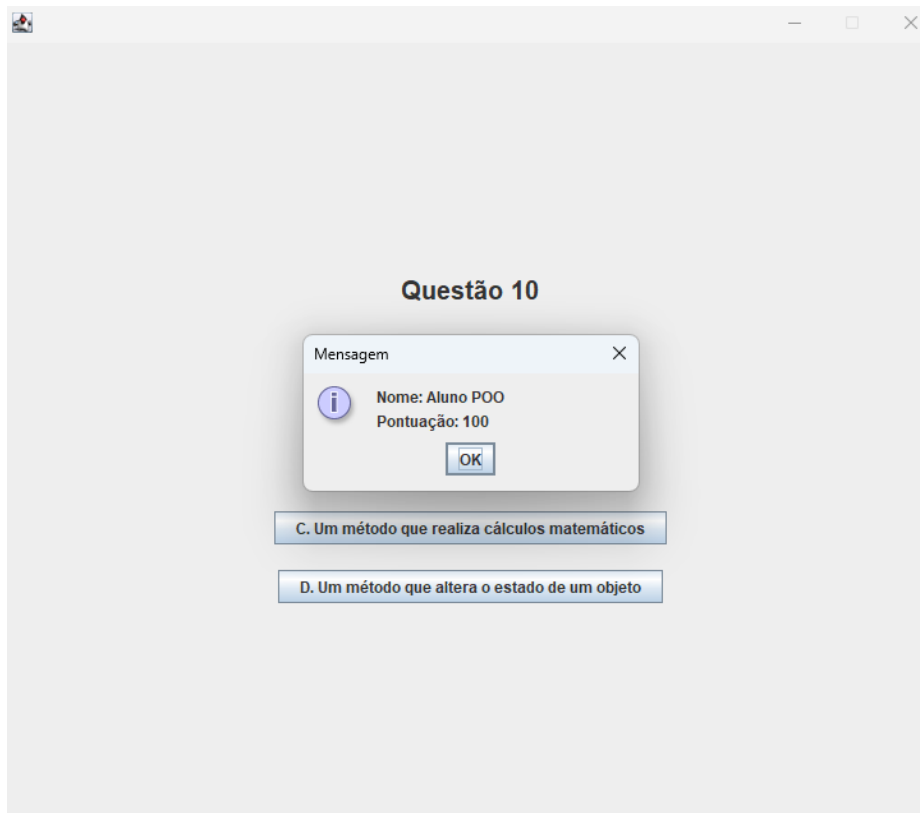 Questão 10
Mensagem
Nome: Aluno POO
Pontuação: 100
OK
C. Um método que realiza cálculos matemáticos
D. Um método que altera o estado de um objeto